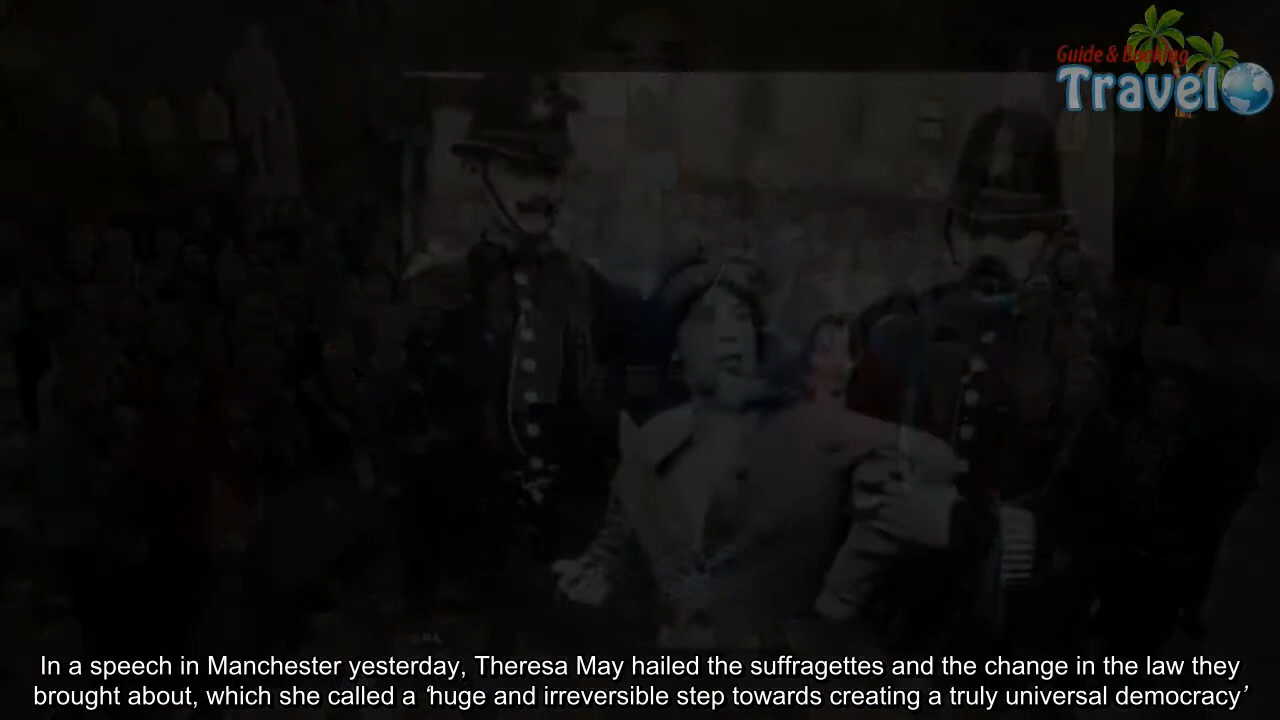 Guide & Booking
Travel
In a speech in Manchester yesterday, Theresa May hailed the suffragettes and the change in the law they
brought about, which she called a ‘huge and irreversible step towards creating a truly universal democracy’